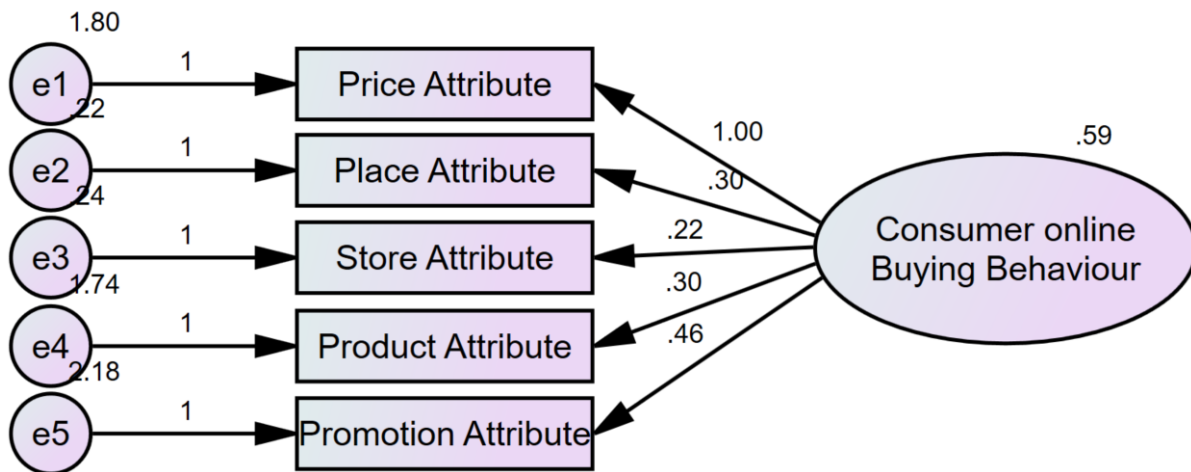 1.80
e1 1 Price Attribute
.22
1.00
.59
e2 1 Place Attribute
.30
.24
e3 1 Store Attribute
.22
Consumer online
Buying Behaviour
1.74
.30
e4 1 Product Attribute
.46
2.18
e5 1 Promotion Attribute